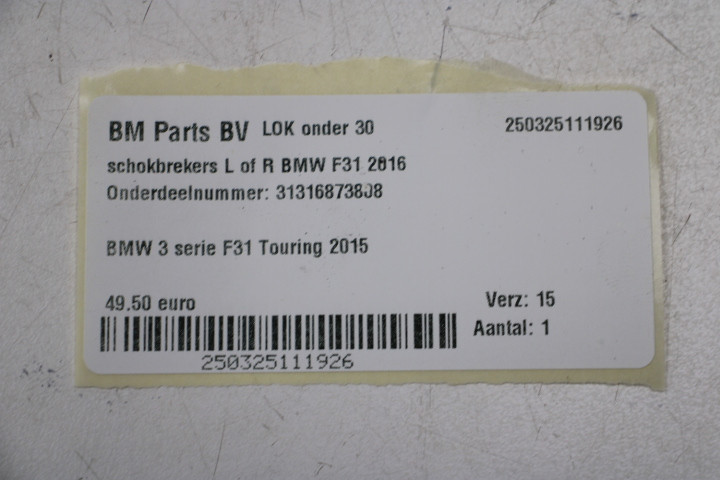 BM Parts BV LOK onder 30 250325111926
schokbrekers L of R BMW F31 2016
Onderdeelnummer: 31316873808
BMW 3 serie F31 Touring 2015
49.50 euro Verz: 15
Aantal: 1
250325111926